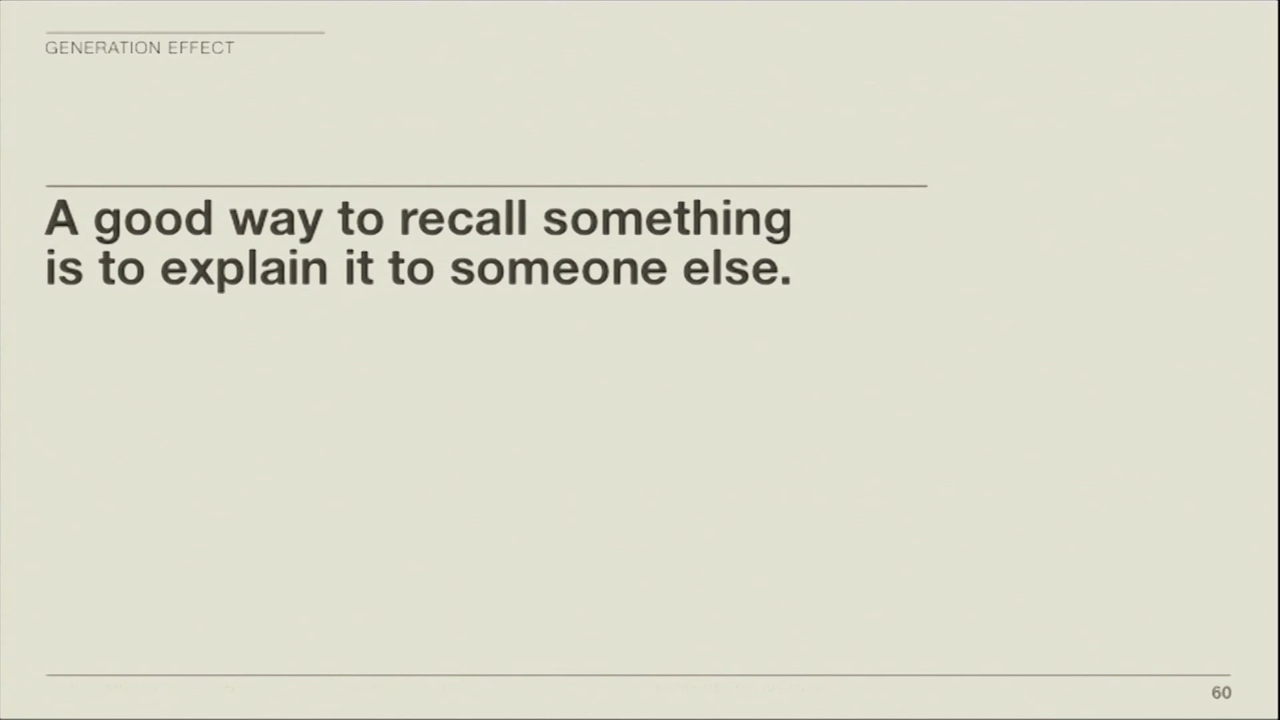 GENERATION EFFECT
A good way to recall something
is to explain it to someone else.
60